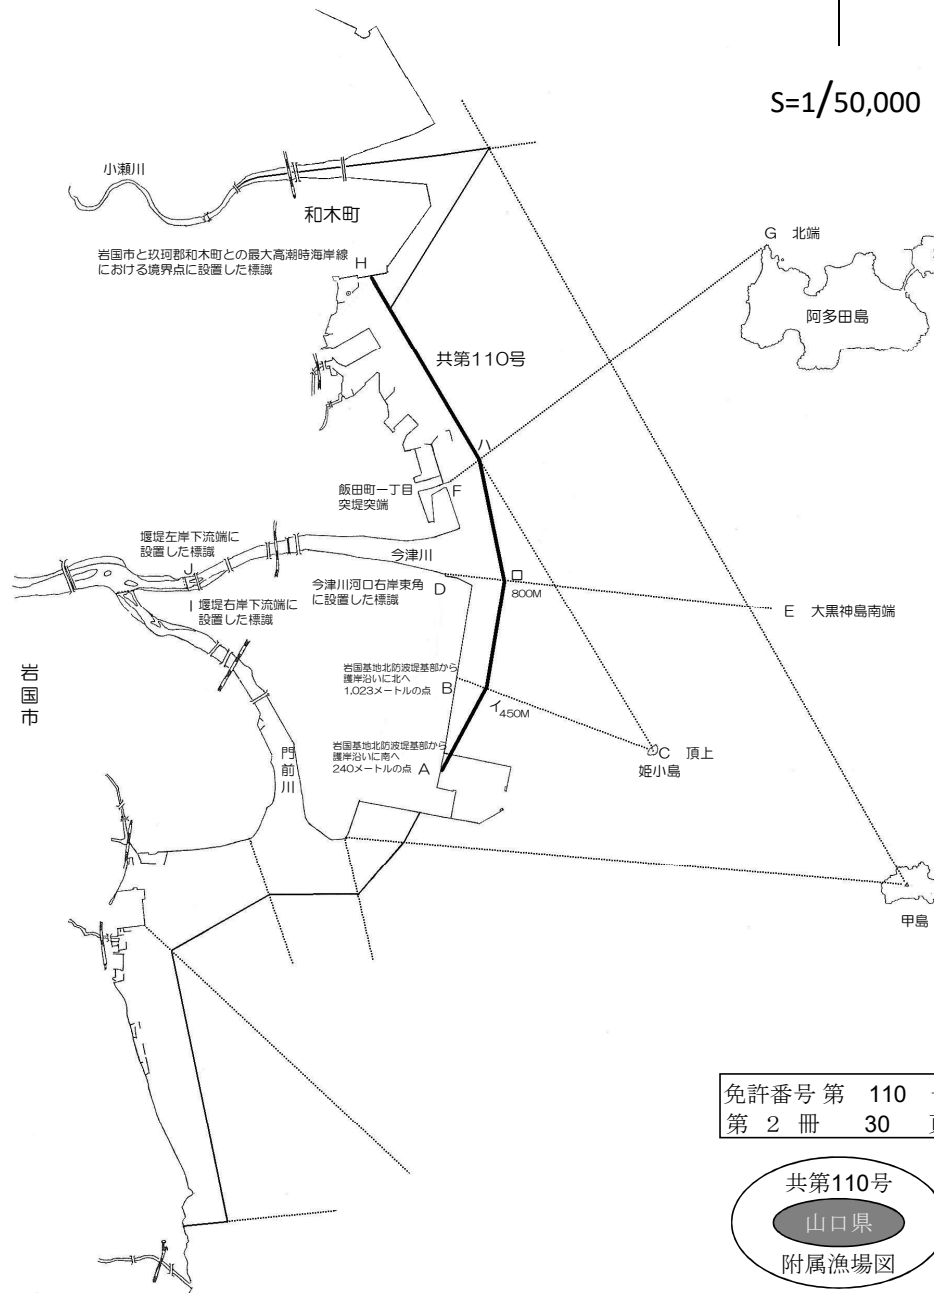 S=1/50,000
小瀬川
和木町
G 北端
岩国市と玖珂郡和木町との最大高潮時海岸線
における境界点に設置した標識
H
阿多田島
共第110号
ハ
飯田町一丁目
突堤突端
F
堰堤左岸下流端に
設置した標識
J
今津川
ロ
800M
今津川河口右岸東角
に設置した標識
D
I 堰堤右岸下流端に
設置した標識
E 大黒神島南端
岩国市
岩国基地北防波堤基部から
護岸沿いに北へ
1,023メートルの点
B
イ
450M
岩国基地北防波堤基部から
護岸沿いに南へ
240メートルの点
A
C 頂上
姫小島
門前川
甲島
免許番号 第 110
第 2 冊 30
共第110号
山口県
附属漁場図